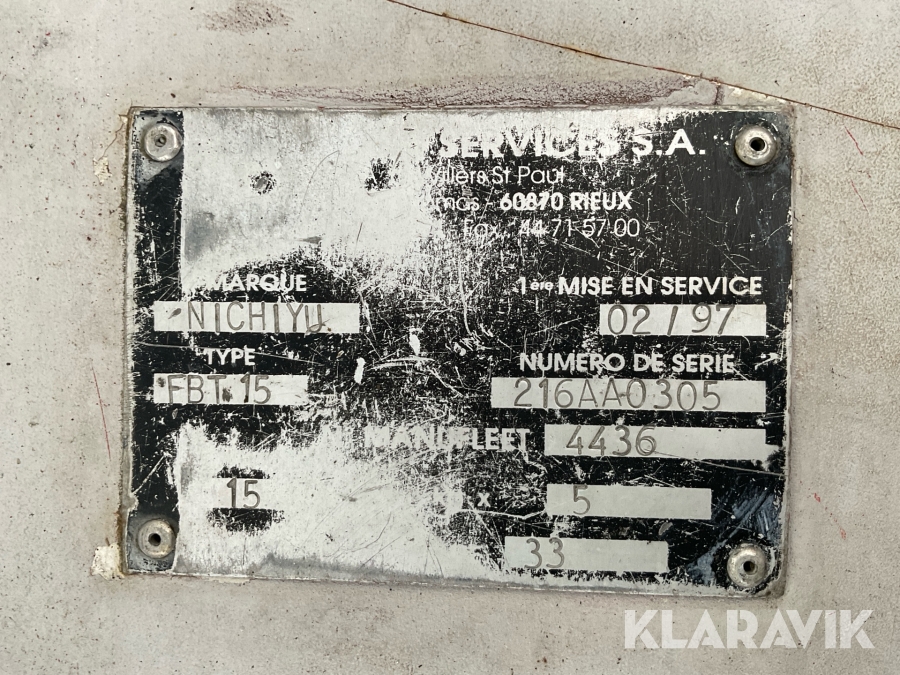 SERVICES S.A.
St Paul
60870 RIEUX
Fax. 44 71 57 00
MARQUE
1ère MISE EN SERVICE
NICHIYU
02/97
TYPE
NUMERO DE SERIE
FBT 15
216AA0305
MANUFLEET
4436
15
x
5
33
KLARAVIK